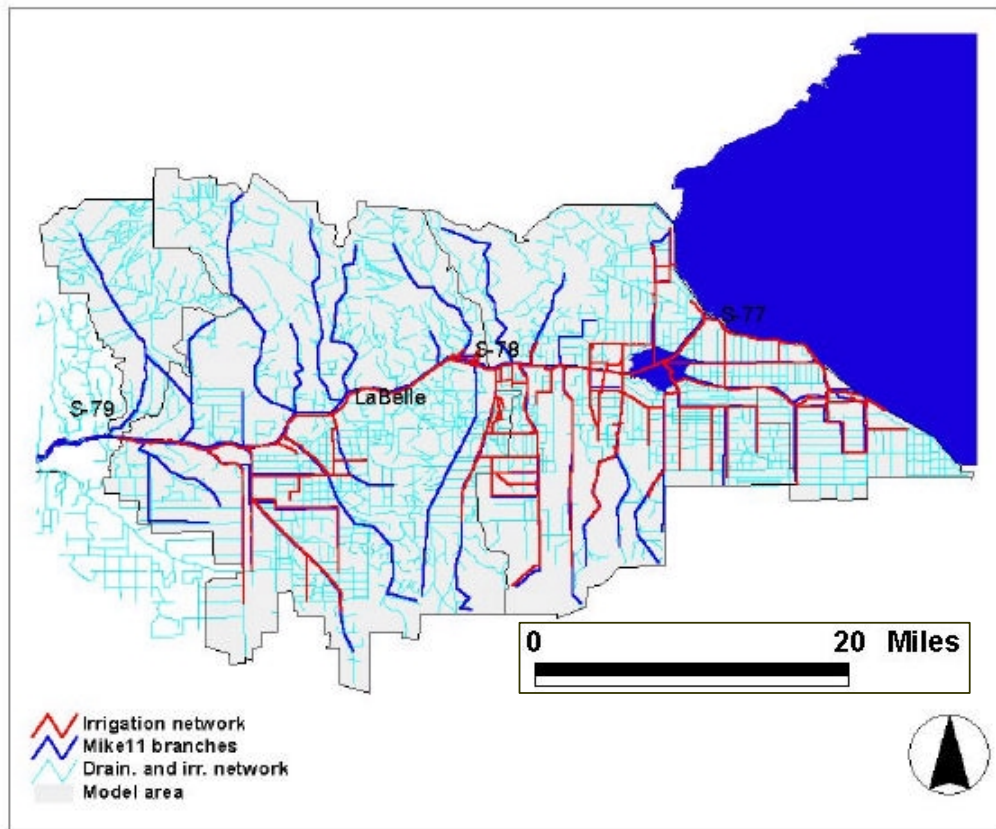 S-77
S-78
LaBelle
S-79
0 20 Miles
Irrigation network
Mike11 branches
Drain. and irr. network
Model area